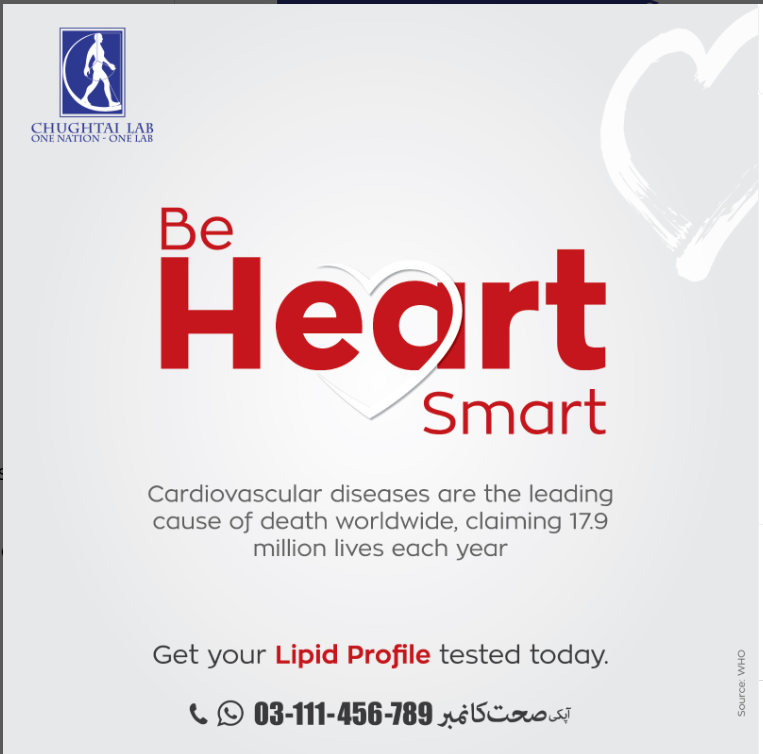 CHUGHTAI LAB
ONE NATION - ONE LAB
Be
Heart
Smart
Cardiovascular diseases are the leading
cause of death worldwide, claiming 17.9
million lives each year
Get your Lipid Profile tested today.
03-111-456-789 آپکی صحت کا نمبر
Source: WHO